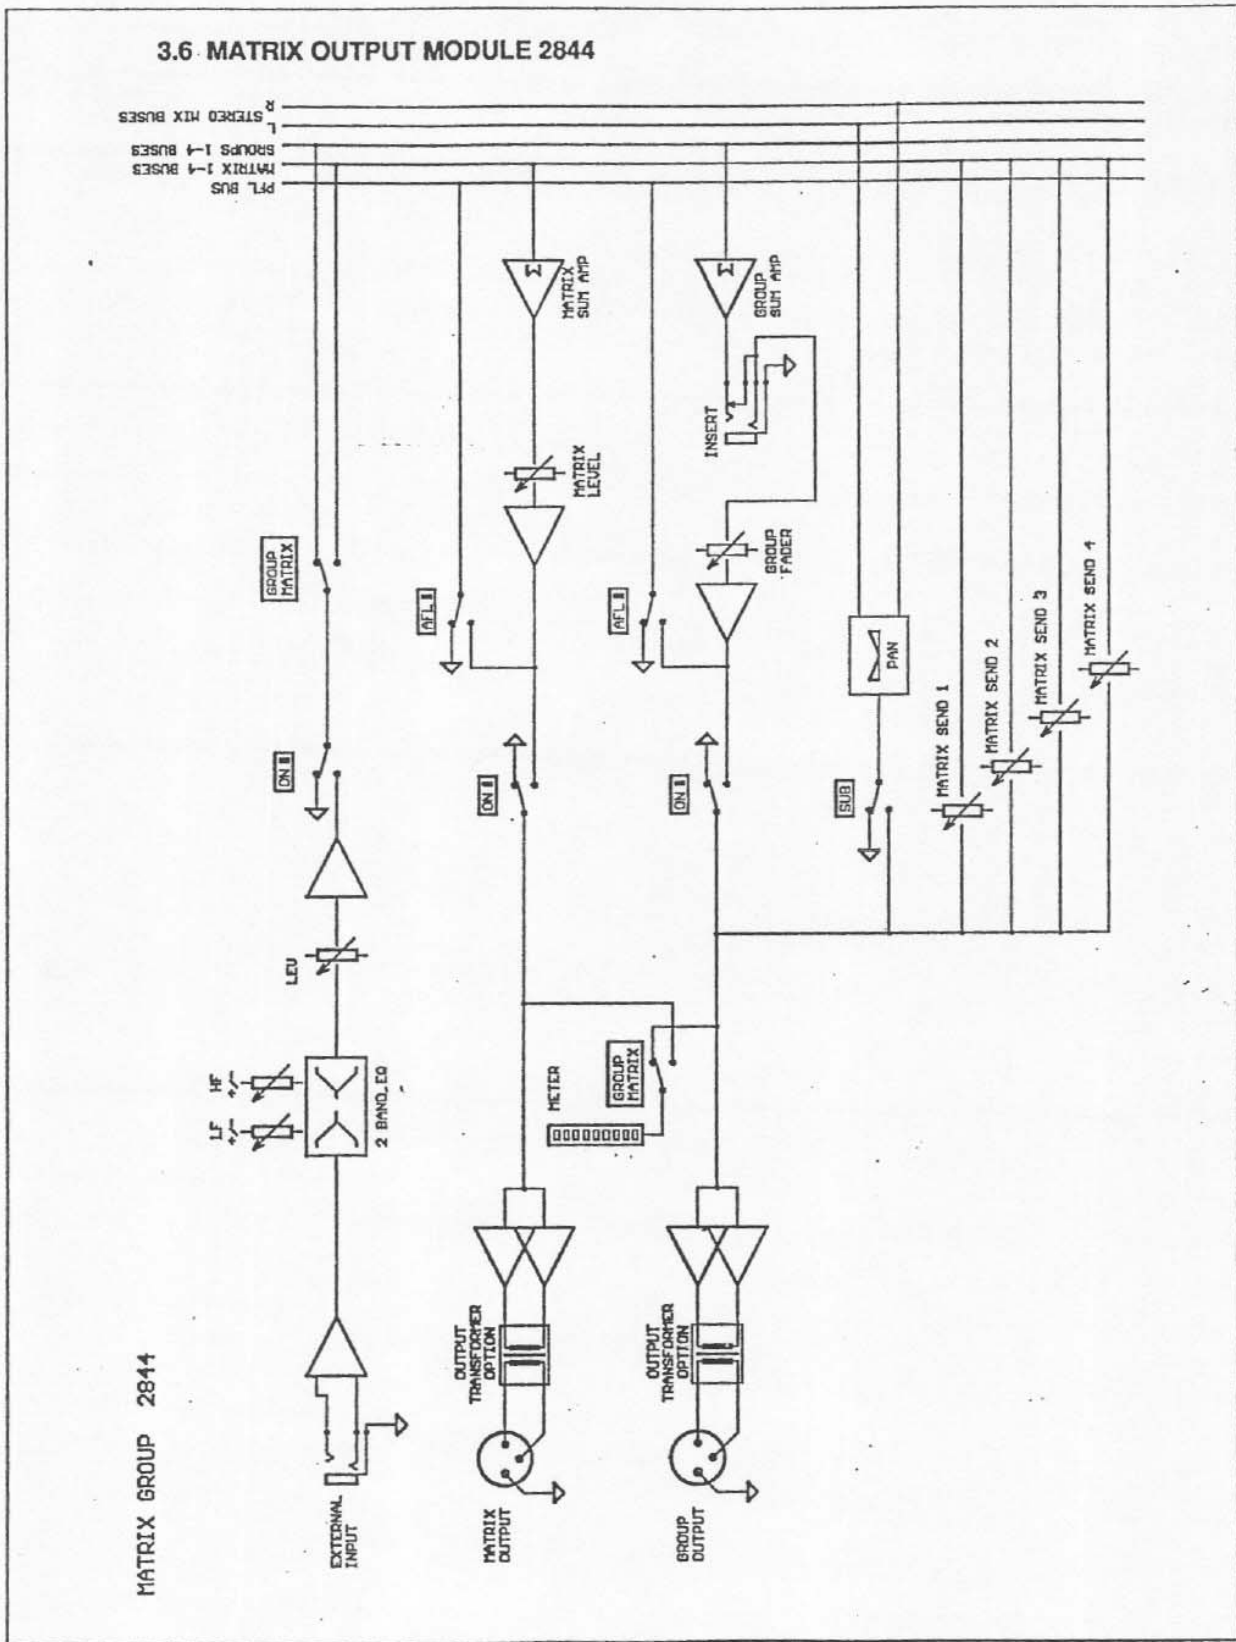 3.6 MATRIX OUTPUT MODULE 2844
R
STEREO MIX BUSES
L
GROUPS 1-4 BUSES
MATRIX 1-4 BUSES
PFL BUS
MATRIX GROUP 2844
EXTERNAL
INPUT
LF
+/-
HF
+/-
2 BAND EQ
LEV
ON
GROUP
MATRIX
MATRIX
OUTPUT
OUTPUT
TRANSFORMER
OPTION
METER
ON
AFL
MATRIX
LEVEL
Σ
MATRIX
SUM AMP
GROUP
OUTPUT
OUTPUT
TRANSFORMER
OPTION
GROUP
MATRIX
ON
AFL
GROUP
FADER
INSERT
Σ
GROUP
SUM AMP
SUB
PAN
MATRIX SEND 1
MATRIX SEND 2
MATRIX SEND 3
MATRIX SEND 4